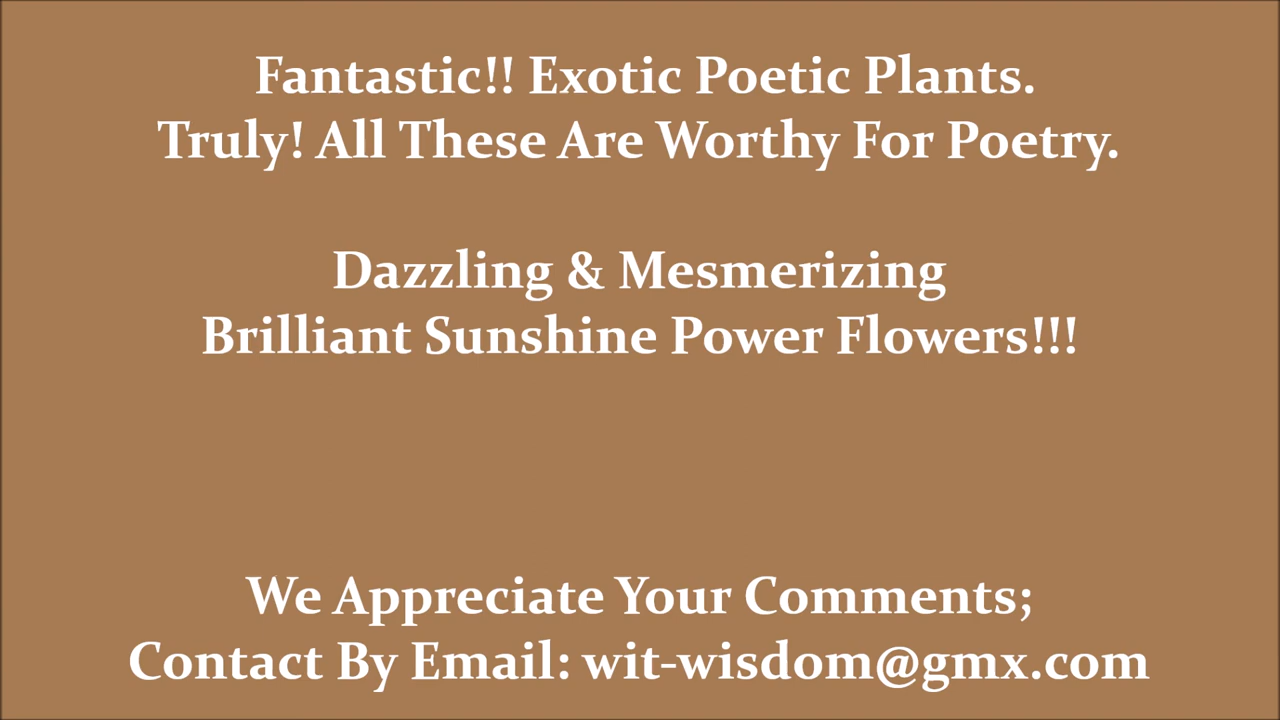 Fantastic!! Exotic Poetic Plants.
Truly! All These Are Worthy For Poetry.
Dazzling & Mesmerizing
Brilliant Sunshine Power Flowers!!!
We Appreciate Your Comments;
Contact By Email: wit-wisdom@gmx.com